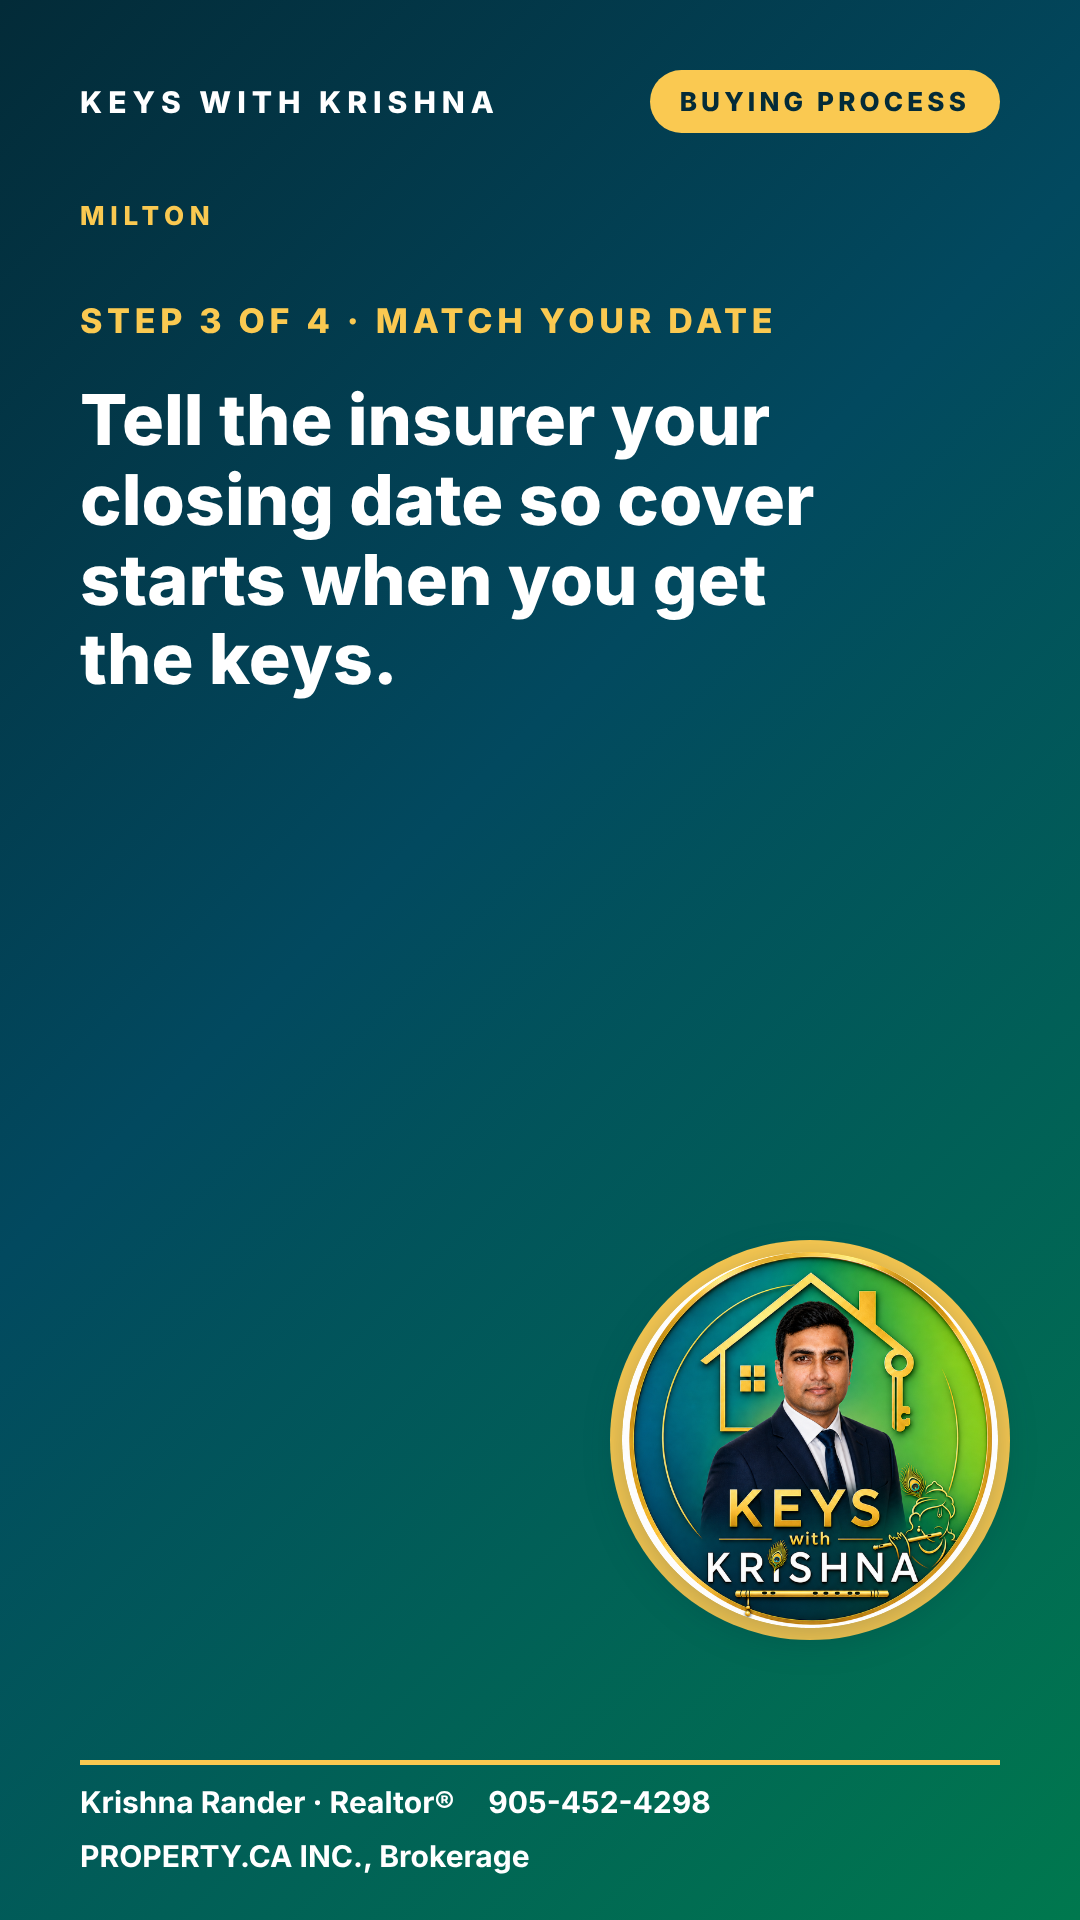 KEYS WITH KRISHNA
BUYING PROCESS
MILTON
STEP 3 OF 4 · MATCH YOUR DATE
Tell the insurer your
closing date so cover
starts when you get
the keys.
KEYS
with
KRISHNA
Krishna Rander · Realtor® 905-452-4298
PROPERTY.CA INC., Brokerage